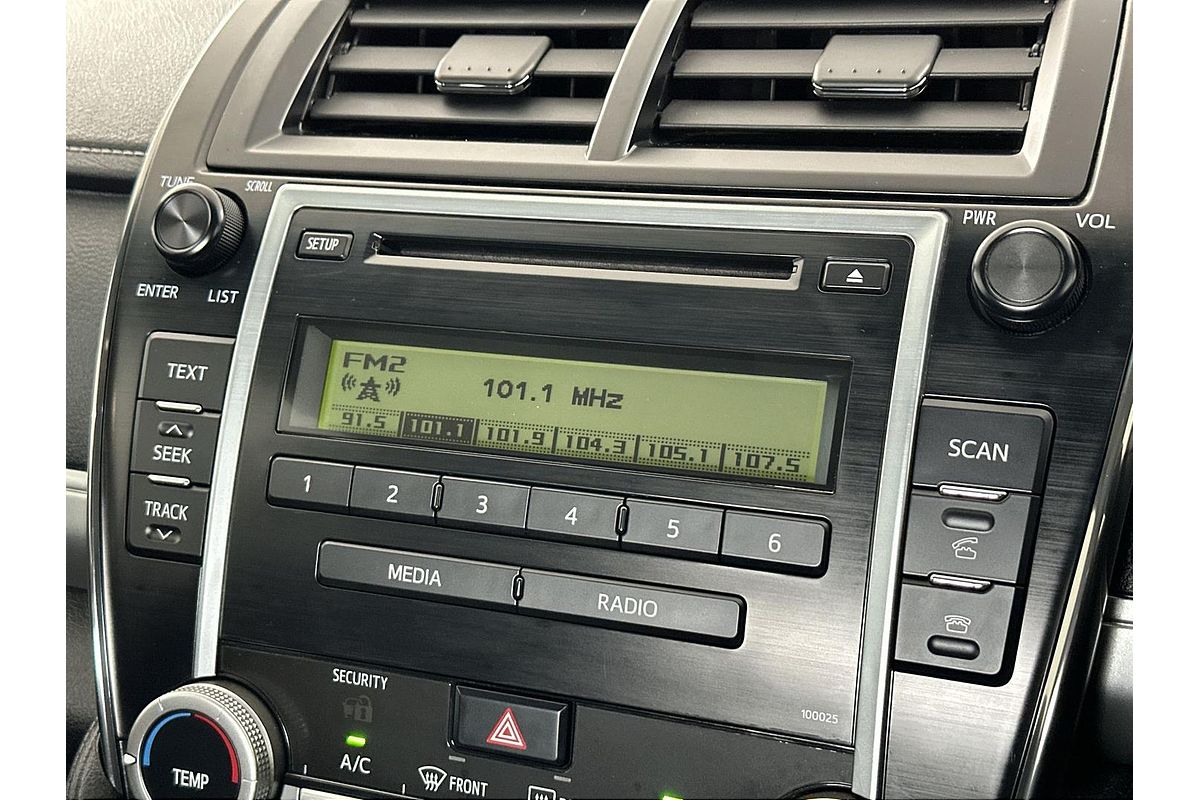 TUNE
SCROLL
ENTER LIST
PWR VOL
SETUP
TEXT
SEEK
TRACK
FM2
101.1 MHz
91.5 101.1 101.9 104.3 105.1 107.5
1 2 3 4 5 6
MEDIA RADIO
SCAN
100025
SECURITY
A/C
TEMP
FRONT